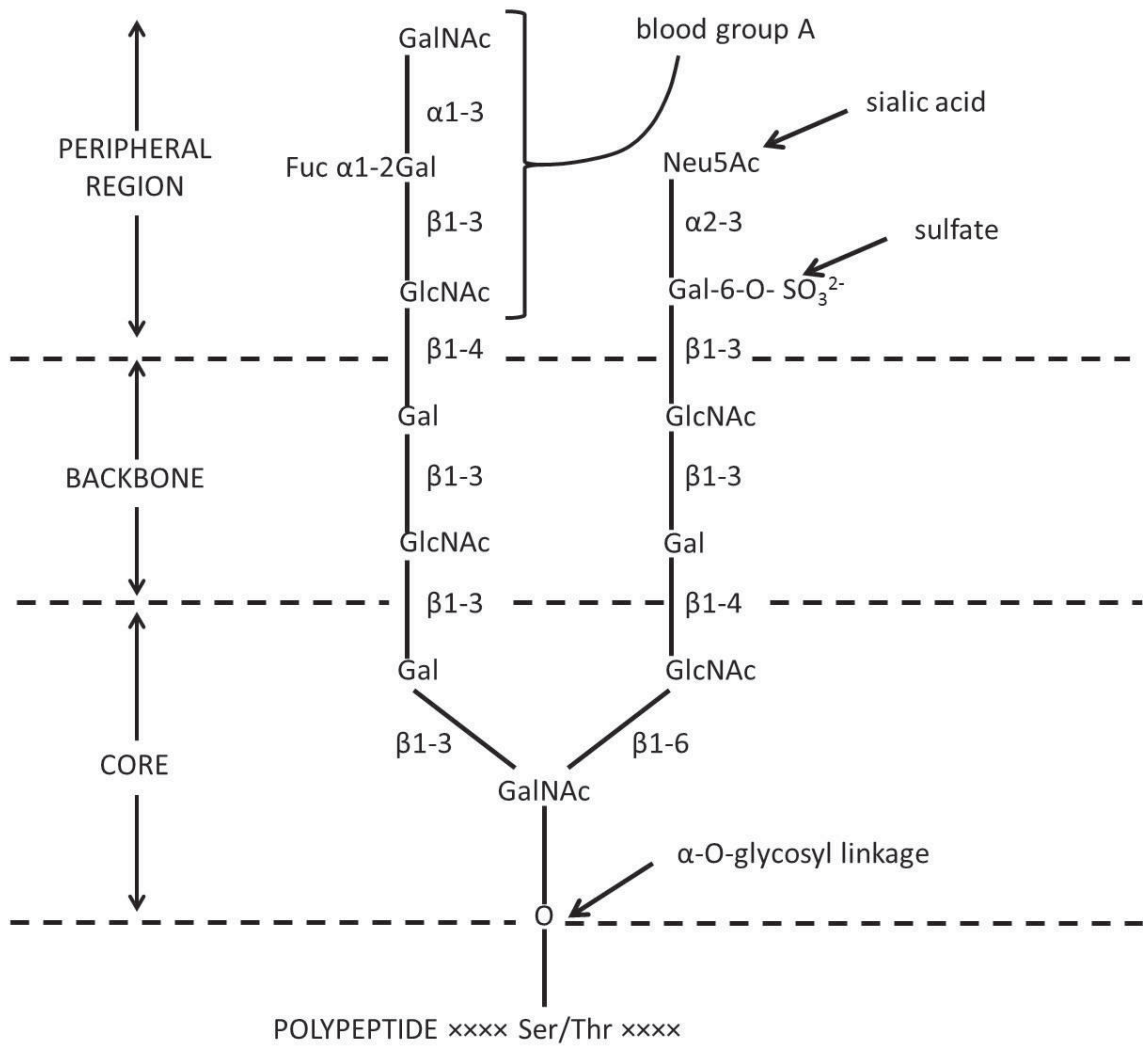 GalNAc
blood group A
α1-3
sialic acid
PERIPHERAL
REGION
Fuc α1-2Gal
Neu5Ac
β1-3
α2-3
sulfate
GlcNAc
Gal-6-O- SO₃²⁻
β1-4
β1-3
Gal
GlcNAc
BACKBONE
β1-3
β1-3
GlcNAc
Gal
β1-3
β1-4
Gal
GlcNAc
β1-3
β1-6
CORE
GalNAc
α-O-glycosyl linkage
O
POLYPEPTIDE ×××× Ser/Thr ××××